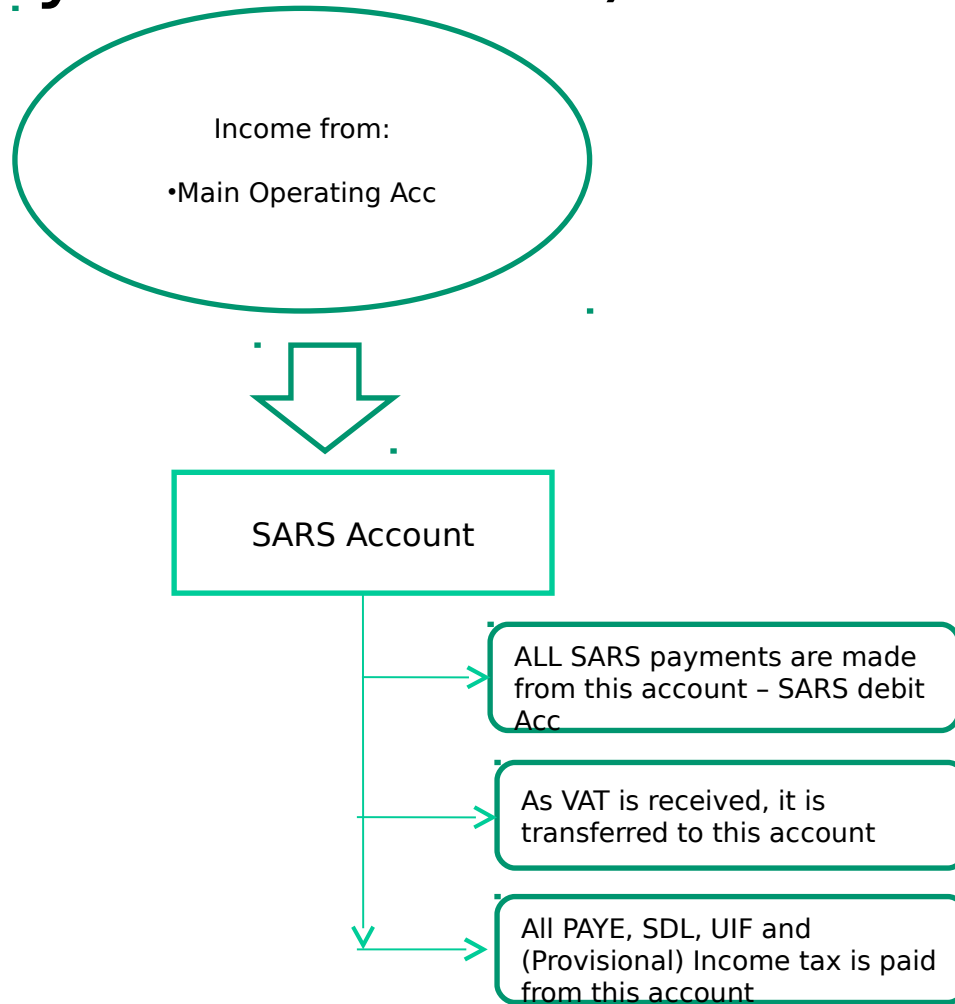 Income from:
•Main Operating Acc
SARS Account
ALL SARS payments are made
from this account – SARS debit
Acc
As VAT is received, it is
transferred to this account
All PAYE, SDL, UIF and
(Provisional) Income tax is paid
from this account